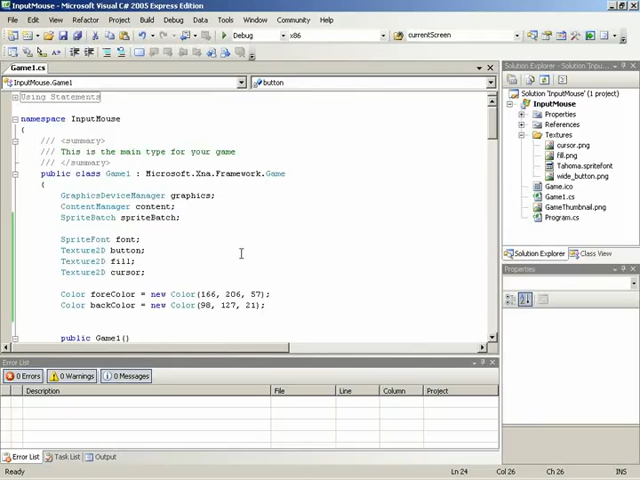 InputMouse - Microsoft Visual C# 2005 Express Edition
File Edit View Refactor Project Build Debug Data Tools Window Community Help
Debug x86 currentScreen
Game1.cs
InputMouse.Game1 button
Using Statements
namespace InputMouse
{
/// <summary>
/// This is the main type for your game
/// </summary>
public class Game1 : Microsoft.Xna.Framework.Game
{
GraphicsDeviceManager graphics;
ContentManager content;
SpriteBatch spriteBatch;
SpriteFont font;
Texture2D button;
Texture2D fill;
Texture2D cursor;
Color foreColor = new Color(166, 206, 57);
Color backColor = new Color(98, 127, 21);
public Game1()
Solution Explorer - Solution 'InputMouse'
Solution 'InputMouse' (1 project)
InputMouse
Properties
References
Textures
cursor.png
fill.png
Tahoma.spritefont
wide_button.png
Game.ico
Game1.cs
GameThumbnail.png
Program.cs
Solution Explorer Class View
Properties
Error List
0 Errors 0 Warnings 0 Messages
Description File Line Column Project
Error List Task List Output
Ready Ln 24 Col 26 Ch 26 INS